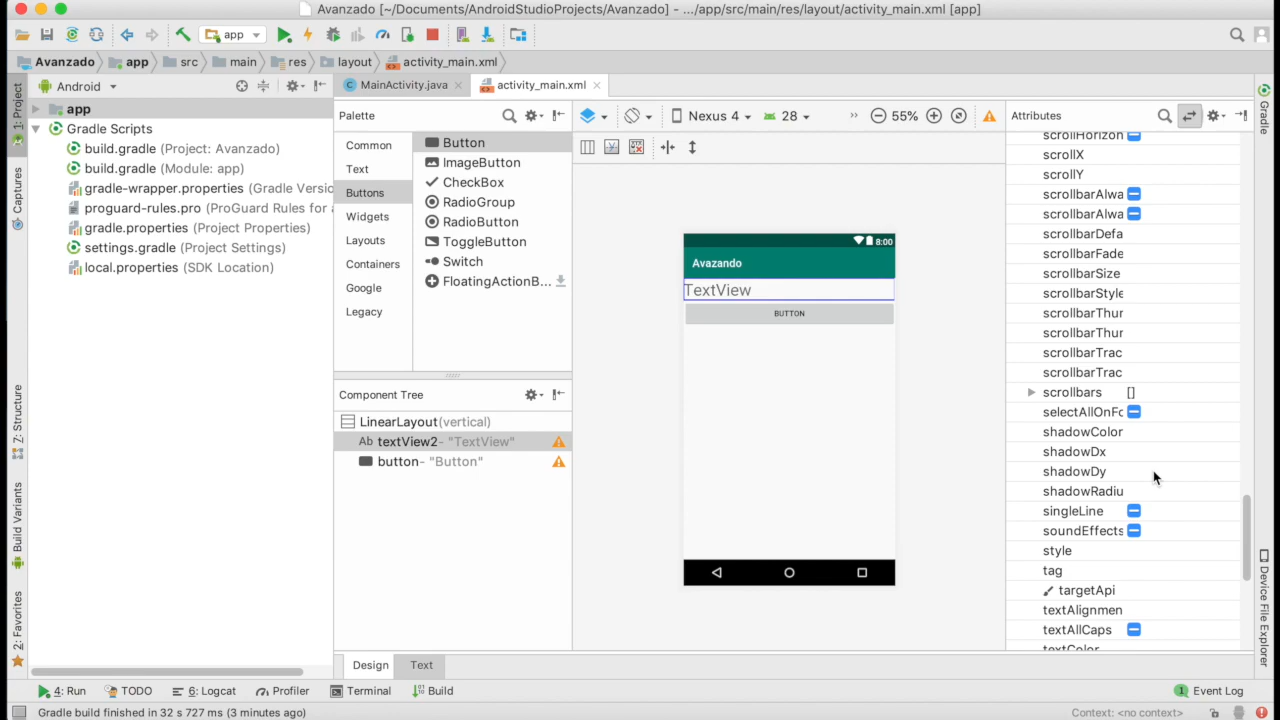 Avanzado [~/Documents/AndroidStudioProjects/Avanzado] - .../app/src/main/res/layout/activity_main.xml [app]
app
Avanzado app src main res layout activity_main.xml
1: Project
Captures
Z: Structure
Build Variants
2: Favorites
Android
app
Gradle Scripts
build.gradle (Project: Avanzado)
build.gradle (Module: app)
gradle-wrapper.properties (Gradle Versio
proguard-rules.pro (ProGuard Rules for
gradle.properties (Project Properties)
settings.gradle (Project Settings)
local.properties (SDK Location)
MainActivity.java activity_main.xml
Palette
Common
Text
Buttons
Widgets
Layouts
Containers
Google
Legacy
Button
ImageButton
CheckBox
RadioGroup
RadioButton
ToggleButton
Switch
FloatingActionB...
Component Tree
LinearLayout(vertical)
Ab textView2- "TextView"
button- "Button"
Nexus 4 28 55%
8:00
Avazando
TextView
BUTTON
Design Text
Attributes
scrollHorizon
scrollX
scrollY
scrollbarAlwa
scrollbarAlwa
scrollbarDefa
scrollbarFade
scrollbarSize
scrollbarStyle
scrollbarThur
scrollbarThur
scrollbarTrac
scrollbarTrac
scrollbars []
selectAllOnFo
shadowColor
shadowDx
shadowDy
shadowRadiu
singleLine
soundEffects
style
tag
targetApi
textAlignmen
textAllCaps
textColor
Gradle
Device File Explorer
4: Run TODO 6: Logcat Profiler Terminal Build 1 Event Log
Gradle build finished in 32 s 727 ms (3 minutes ago) Context: <no context>